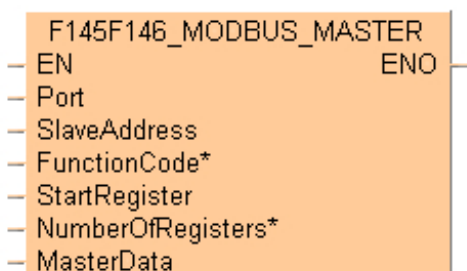 F145F146_MODBUS_MASTER
EN ENO
Port
SlaveAddress
FunctionCode*
StartRegister
NumberOfRegisters*
MasterData